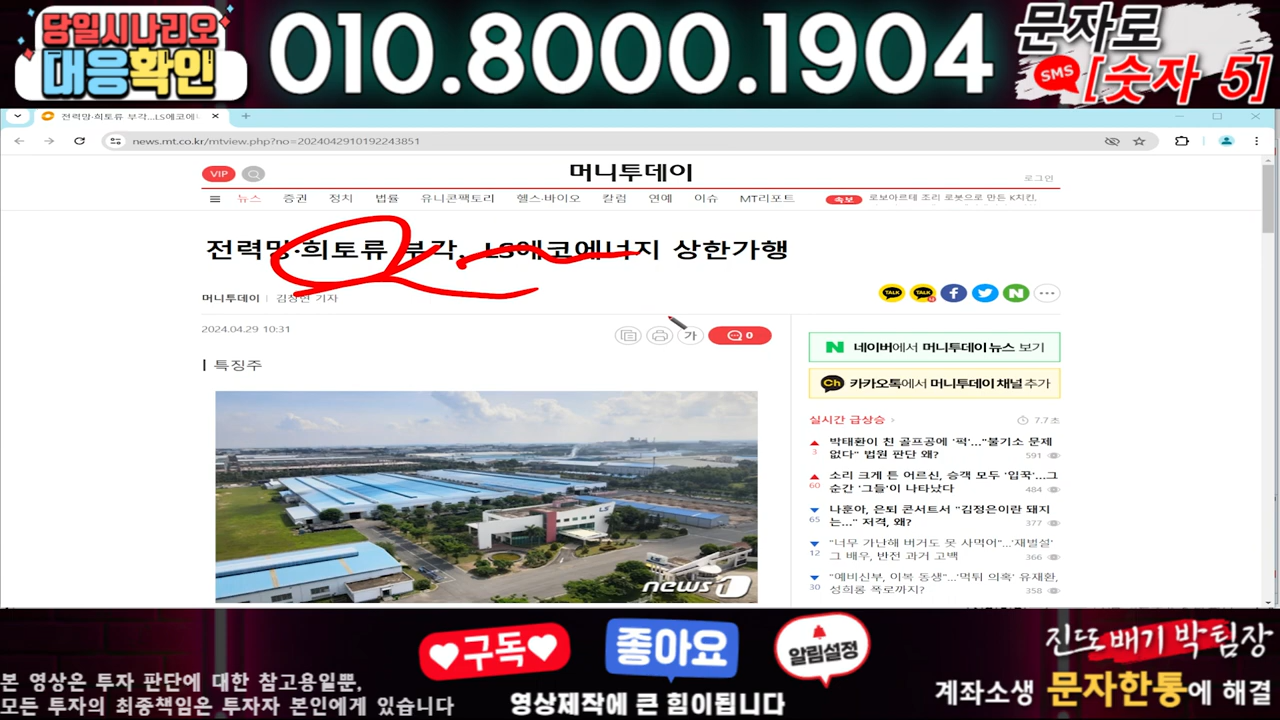 당일시나리오
대응확인
010.8000.1904
문자로
SMS
[숫자 5]
전력망·희토류 부각...LS에코에너
news.mt.co.kr/mtview.php?no=2024042910192243851
VIP
머니투데이
로그인
뉴스 증권 정치 법률 유니콘팩토리 헬스·바이오 칼럼 연예 이슈 MT리포트
속보 로보아르테 조리 로봇으로 만든 K치킨,
전력망·희토류 부각, LS에코에너지 상한가행
머니투데이 | 김창현 기자
TALK TALK
2024.04.29 10:31
가
0
특징주
LS
news1
N 네이버에서 머니투데이 뉴스 보기
Ch 카카오톡에서 머니투데이 채널 추가
실시간 급상승
7.7초
3 박태환이 친 골프공에 '퍽'..."불기소 문제
없다" 법원 판단 왜?
591
60 소리 크게 튼 어르신, 승객 모두 '입꾹'...그
순간 '그들'이 나타났다
484
65 나훈아, 은퇴 콘서트서 "김정은이란 돼지
는..." 저격, 왜?
377
12 "너무 가난해 버거도 못 사먹어"...'재벌설'
그 배우, 반전 과거 고백
366
30 "예비신부, 이복 동생"...'먹튀 의혹' 유재환,
성희롱 폭로까지?
358
본 영상은 투자 판단에 대한 참고용일뿐,
모든 투자의 최종책임은 투자자 본인에게 있습니다
구독
좋아요
알림설정
영상제작에 큰 힘이됩니다
진또배기 박팀장
계좌소생 문자한통에 해결